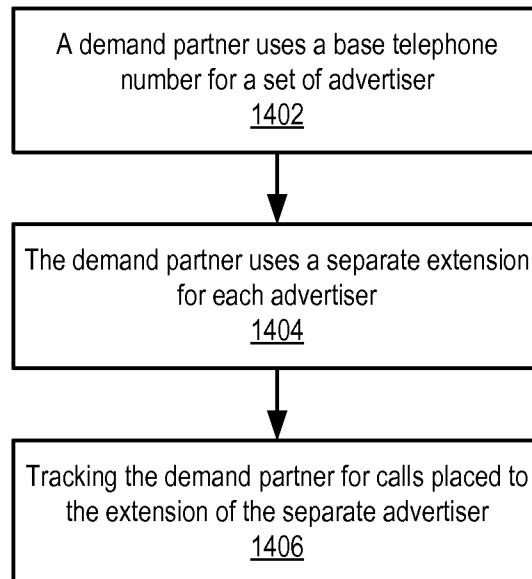 A demand partner uses a base telephone
number for a set of advertiser
1402
The demand partner uses a separate extension
for each advertiser
1404
Tracking the demand partner for calls placed to
the extension of the separate advertiser
1406